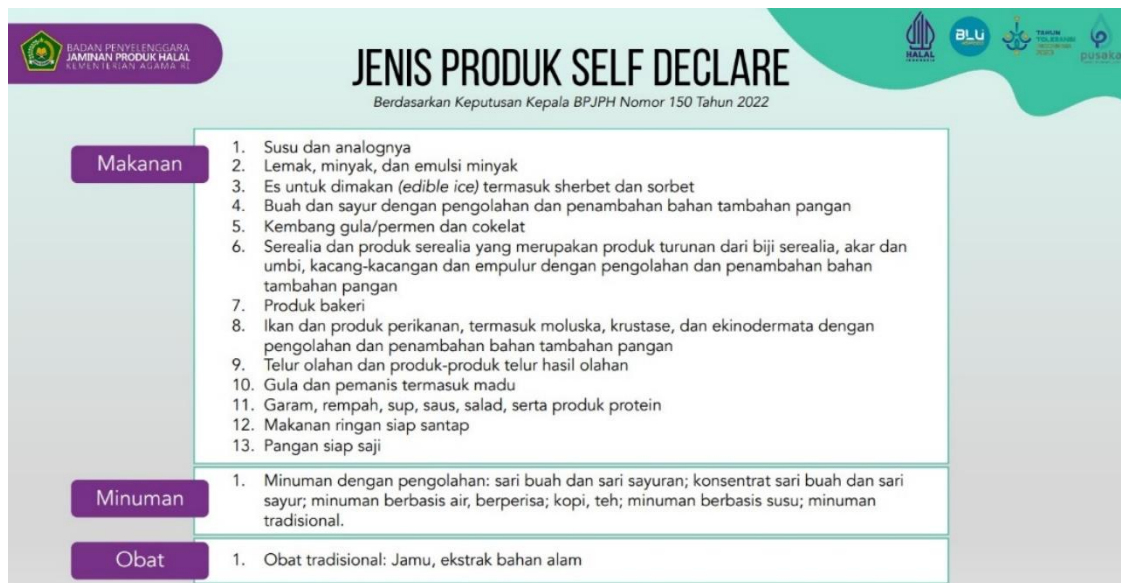 BADAN PENYELENGGARA
JAMINAN PRODUK HALAL
KEMENTERIAN AGAMA RI
HALAL
INDONESIA
BLU
TAHUN
TOLERANSI
pusaka
JENIS PRODUK SELF DECLARE
Berdasarkan Keputusan Kepala BPJPH Nomor 150 Tahun 2022
Makanan
1. Susu dan analognya
2. Lemak, minyak, dan emulsi minyak
3. Es untuk dimakan (edible ice) termasuk sherbet dan sorbet
4. Buah dan sayur dengan pengolahan dan penambahan bahan tambahan pangan
5. Kembang gula/permen dan cokelat
6. Serealia dan produk serealia yang merupakan produk turunan dari biji serealia, akar dan
umbi, kacang-kacangan dan empulur dengan pengolahan dan penambahan bahan
tambahan pangan
7. Produk bakeri
8. Ikan dan produk perikanan, termasuk moluska, krustase, dan ekinodermata dengan
pengolahan dan penambahan bahan tambahan pangan
9. Telur olahan dan produk-produk telur hasil olahan
10. Gula dan pemanis termasuk madu
11. Garam, rempah, sup, saus, salad, serta produk protein
12. Makanan ringan siap santap
13. Pangan siap saji
Minuman
1. Minuman dengan pengolahan: sari buah dan sari sayuran; konsentrat sari buah dan sari
sayur; minuman berbasis air, berperisa; kopi, teh; minuman berbasis susu; minuman
tradisional.
Obat
1. Obat tradisional: Jamu, ekstrak bahan alam